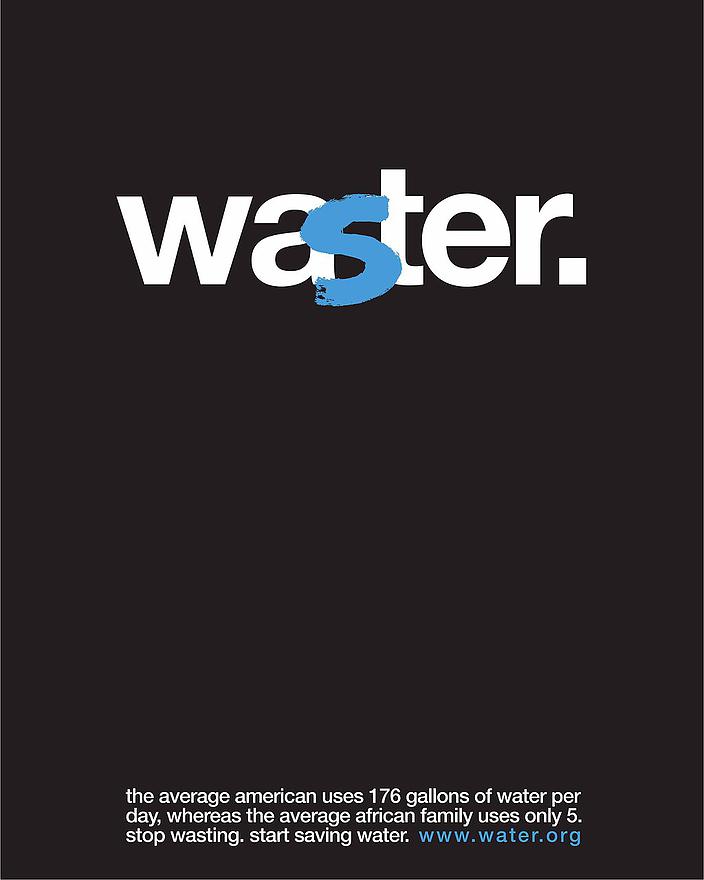 waster.
the average american uses 176 gallons of water per
day, whereas the average african family uses only 5.
stop wasting. start saving water. www.water.org